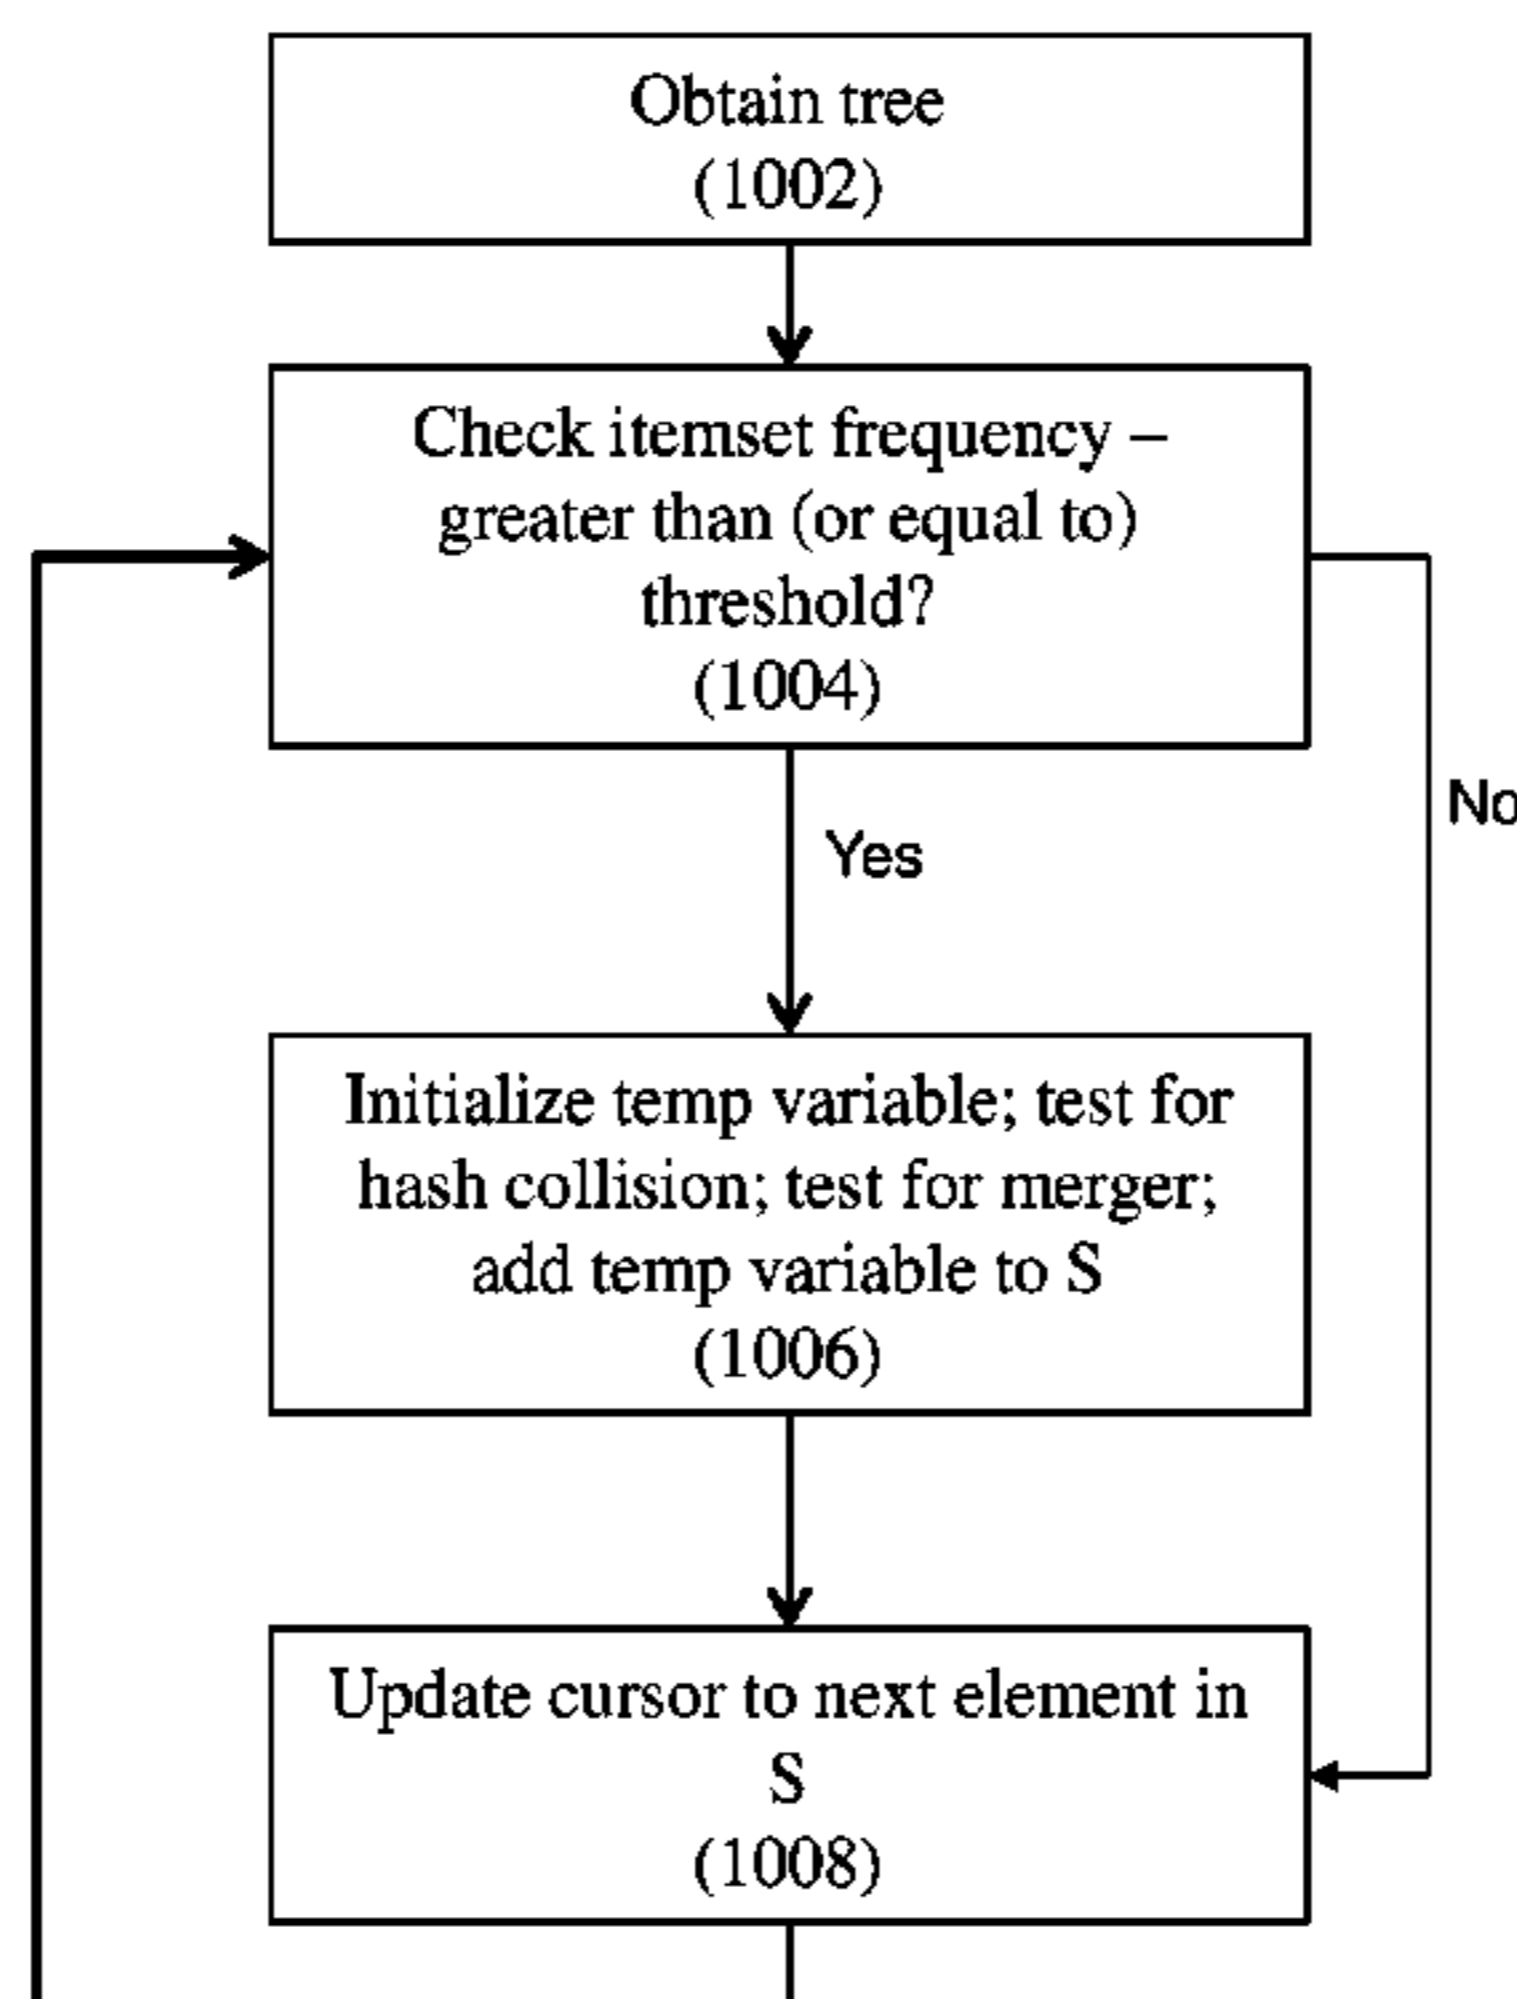 Obtain tree
(1002)
Check itemset frequency –
greater than (or equal to)
threshold?
(1004)
No
Yes
Initialize temp variable; test for
hash collision; test for merger;
add temp variable to S
(1006)
Update cursor to next element in
S
(1008)